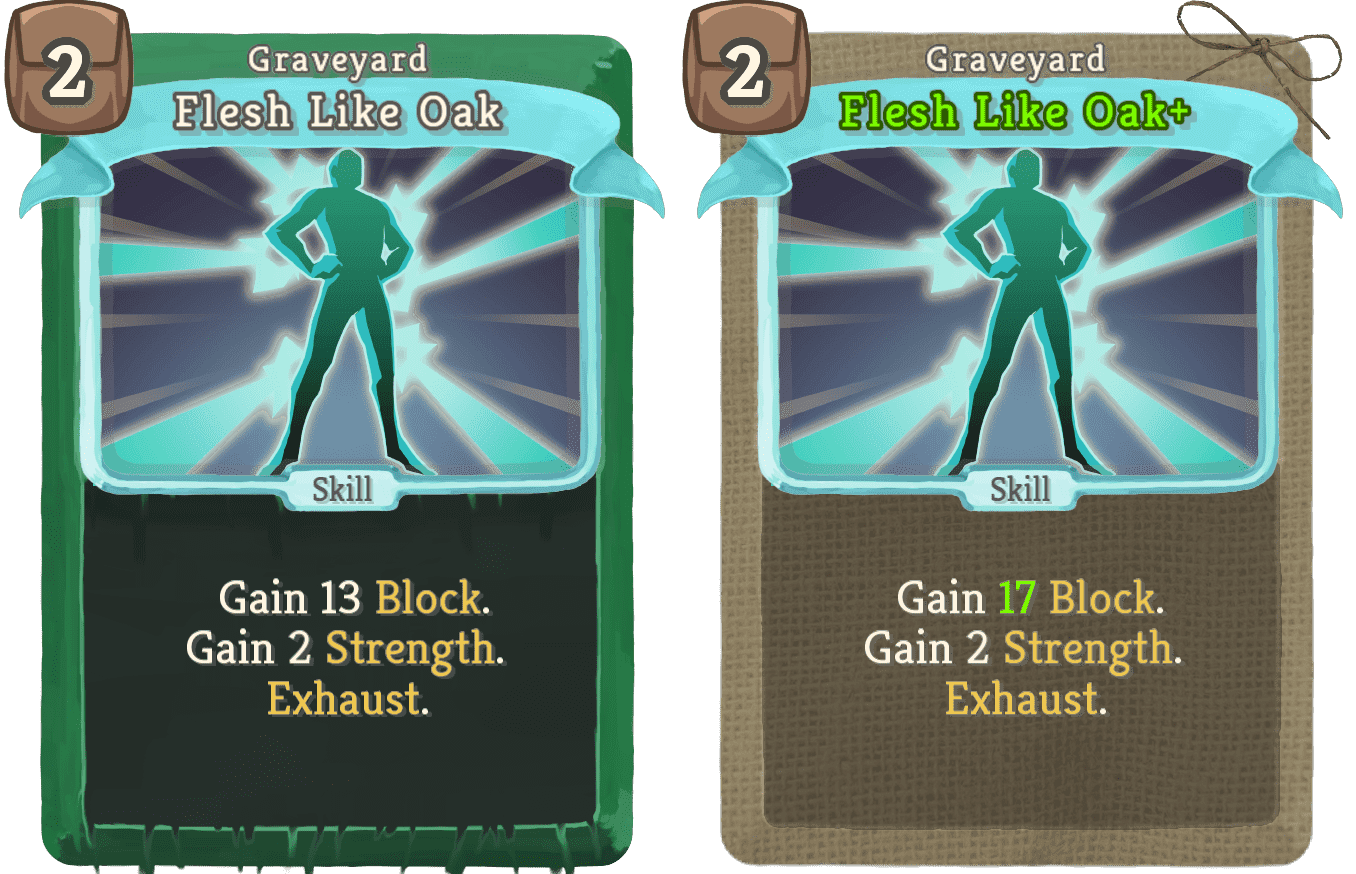 2
Graveyard
Flesh Like Oak
Skill
Gain 13 Block.
Gain 2 Strength.
Exhaust.
2
Graveyard
Flesh Like Oak+
Skill
Gain 17 Block.
Gain 2 Strength.
Exhaust.